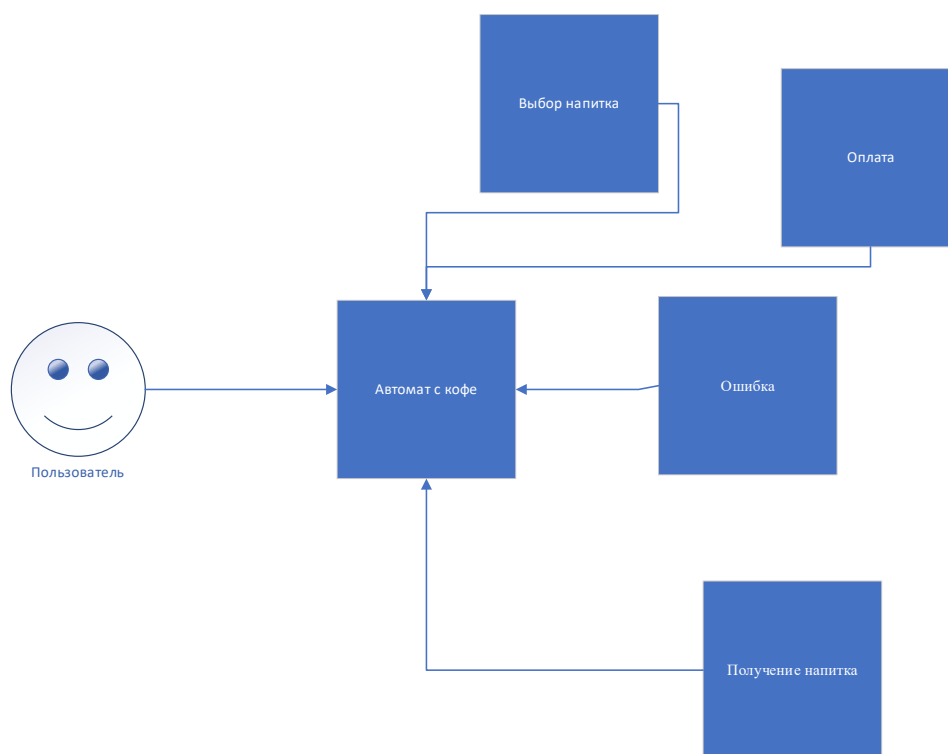 Выбор напитка
Оплата
Автомат с кофе
Ошибка
Пользователь
Получение напитка